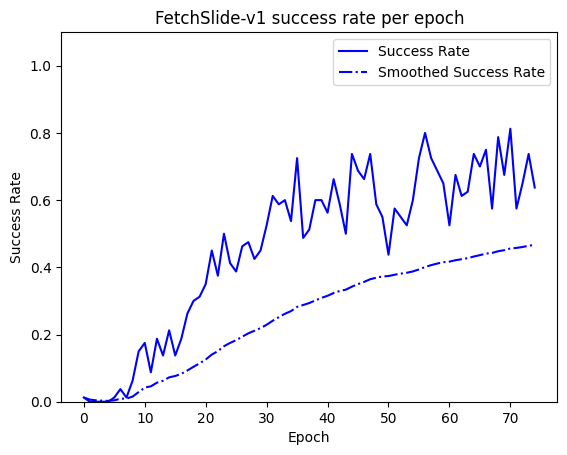 FetchSlide-v1 success rate per epoch
Success Rate
Smoothed Success Rate
Success Rate
1.0
0.8
0.6
0.4
0.2
0.0
0 10 20 30 40 50 60 70
Epoch